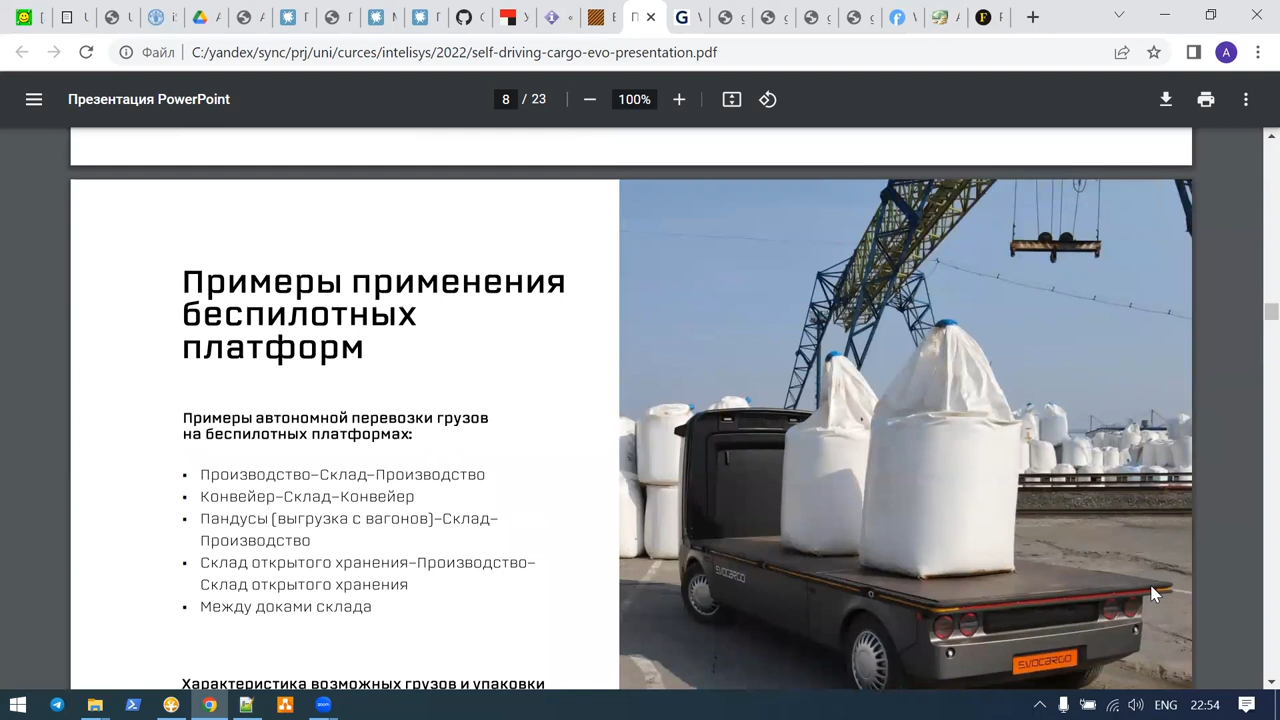 Файл
C:/yandex/sync/prj/uni/curces/intelisys/2022/self-driving-cargo-evo-presentation.pdf
A
Презентация PowerPoint
8 / 23
100%
Примеры применения
беспилотных
платформ
Примеры автономной перевозки грузов
на беспилотных платформах:
Производство–Склад–Производство
Конвейер–Склад–Конвейер
Пандусы (выгрузка с вагонов)–Склад–
Производство
Склад открытого хранения–Производство–
Склад открытого хранения
Между доками склада
Характеристика возможных грузов и упаковки
EVOCARGO
EVOCARGO
zoom
ENG
22:54